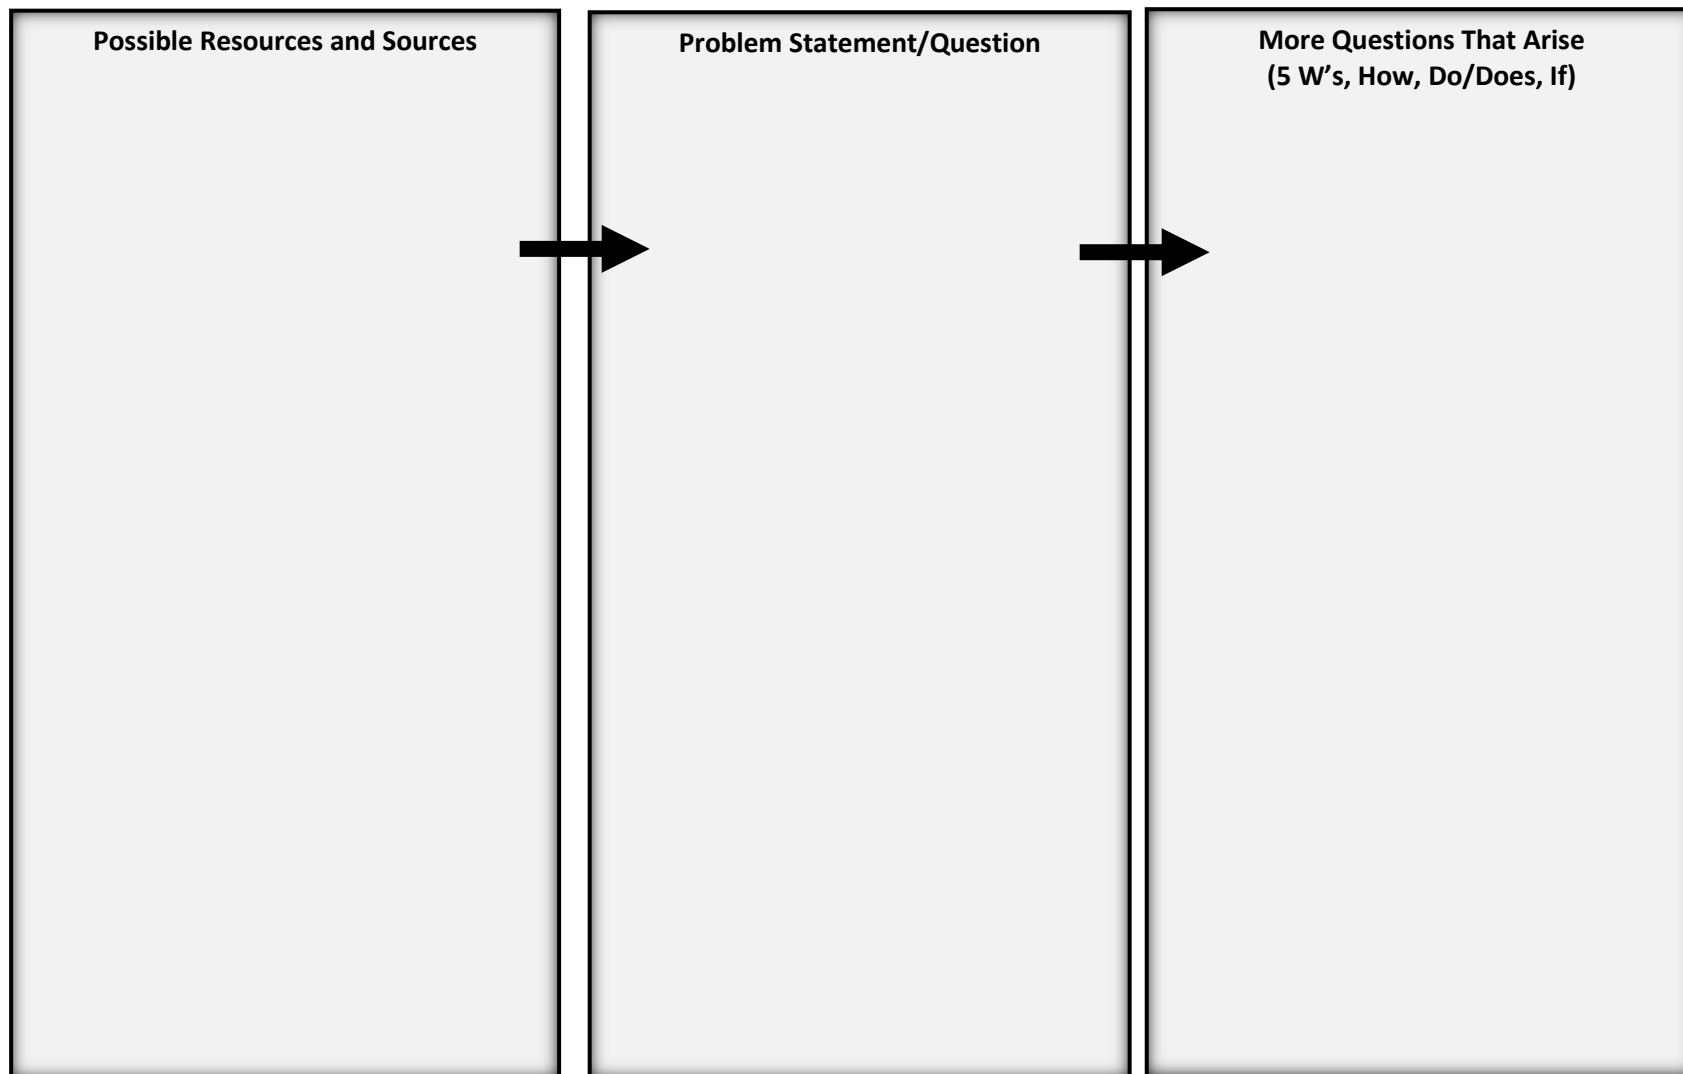 Possible Resources and Sources
Problem Statement/Question
More Questions That Arise
(5 W’s, How, Do/Does, If)